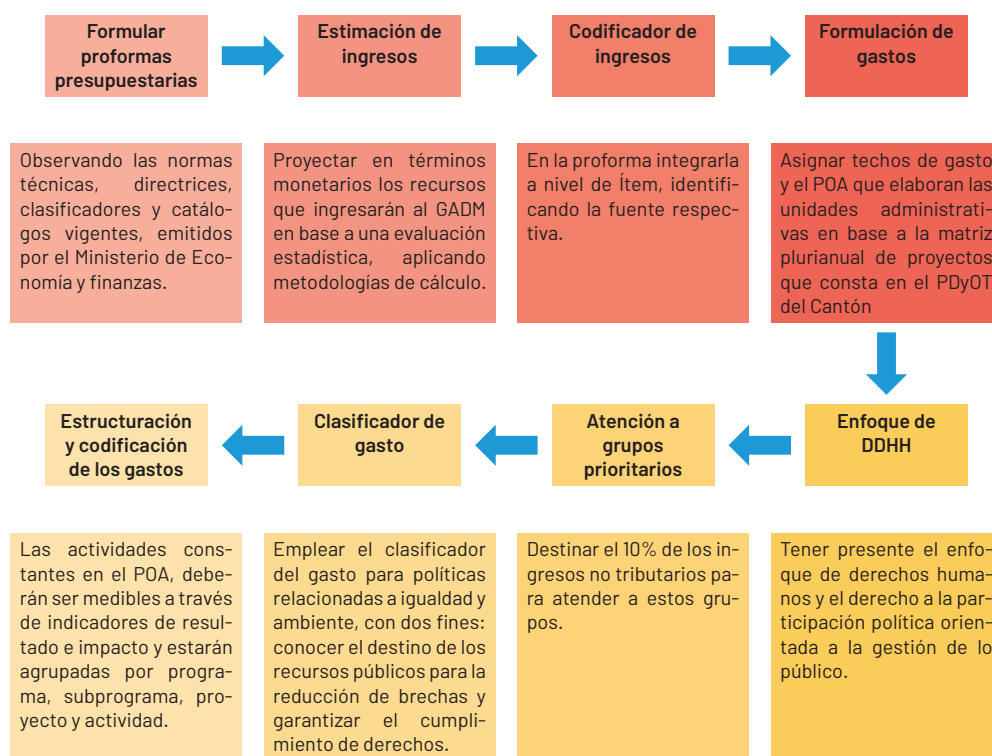 Formular
proformas
presupuestarias
Estimación de
ingresos
Codificador de
ingresos
Formulación de
gastos
Observando las normas
técnicas, directrices,
clasificadores y catálo-
gos vigentes, emitidos
por el Ministerio de Eco-
nomía y finanzas.
Proyectar en términos
monetarios los recursos
que ingresarán al GADM
en base a una evaluación
estadística, aplicando
metodologías de cálculo.
En la proforma integrarla
a nivel de Ítem, identifi-
cando la fuente respec-
tiva.
Asignar techos de gasto
y el POA que elaboran las
unidades administrati-
vas en base a la matriz
plurianual de proyectos
que consta en el PDyOT
del Cantón
Estructuración
y codificación
de los gastos
Clasificador de
gasto
Atención a
grupos
prioritarios
Enfoque de
DDHH
Las actividades cons-
tantes en el POA, debe-
rán ser medibles a través
de indicadores de resul-
tado e impacto y estarán
agrupadas por progra-
ma, subprograma, pro-
yecto y actividad.
Emplear el clasificador
del gasto para políticas
relacionadas a igualdad y
ambiente, con dos fines:
conocer el destino de los
recursos públicos para la
reducción de brechas y
garantizar el cumpli-
miento de derechos.
Destinar el 10% de los in-
gresos no tributarios pa-
ra atender a estos gru-
pos.
Tener presente el enfo-
que de derechos huma-
nos y el derecho a la par-
ticipación política orien-
tada a la gestión de lo
público.